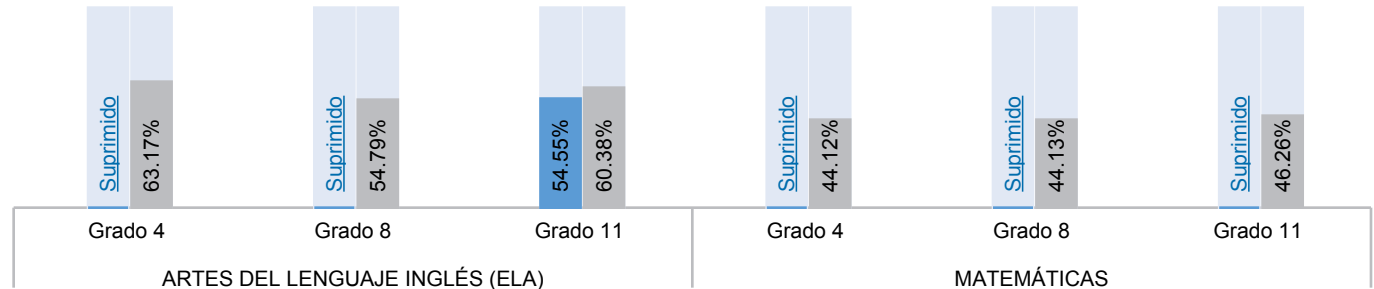 Suprimido
63.17%
Suprimido
54.79%
54.55%
60.38%
Suprimido
44.12%
Suprimido
44.13%
Suprimido
46.26%
Grado 4
Grado 8
Grado 11
Grado 4
Grado 8
Grado 11
ARTES DEL LENGUAJE INGLÉS (ELA)
MATEMÁTICAS